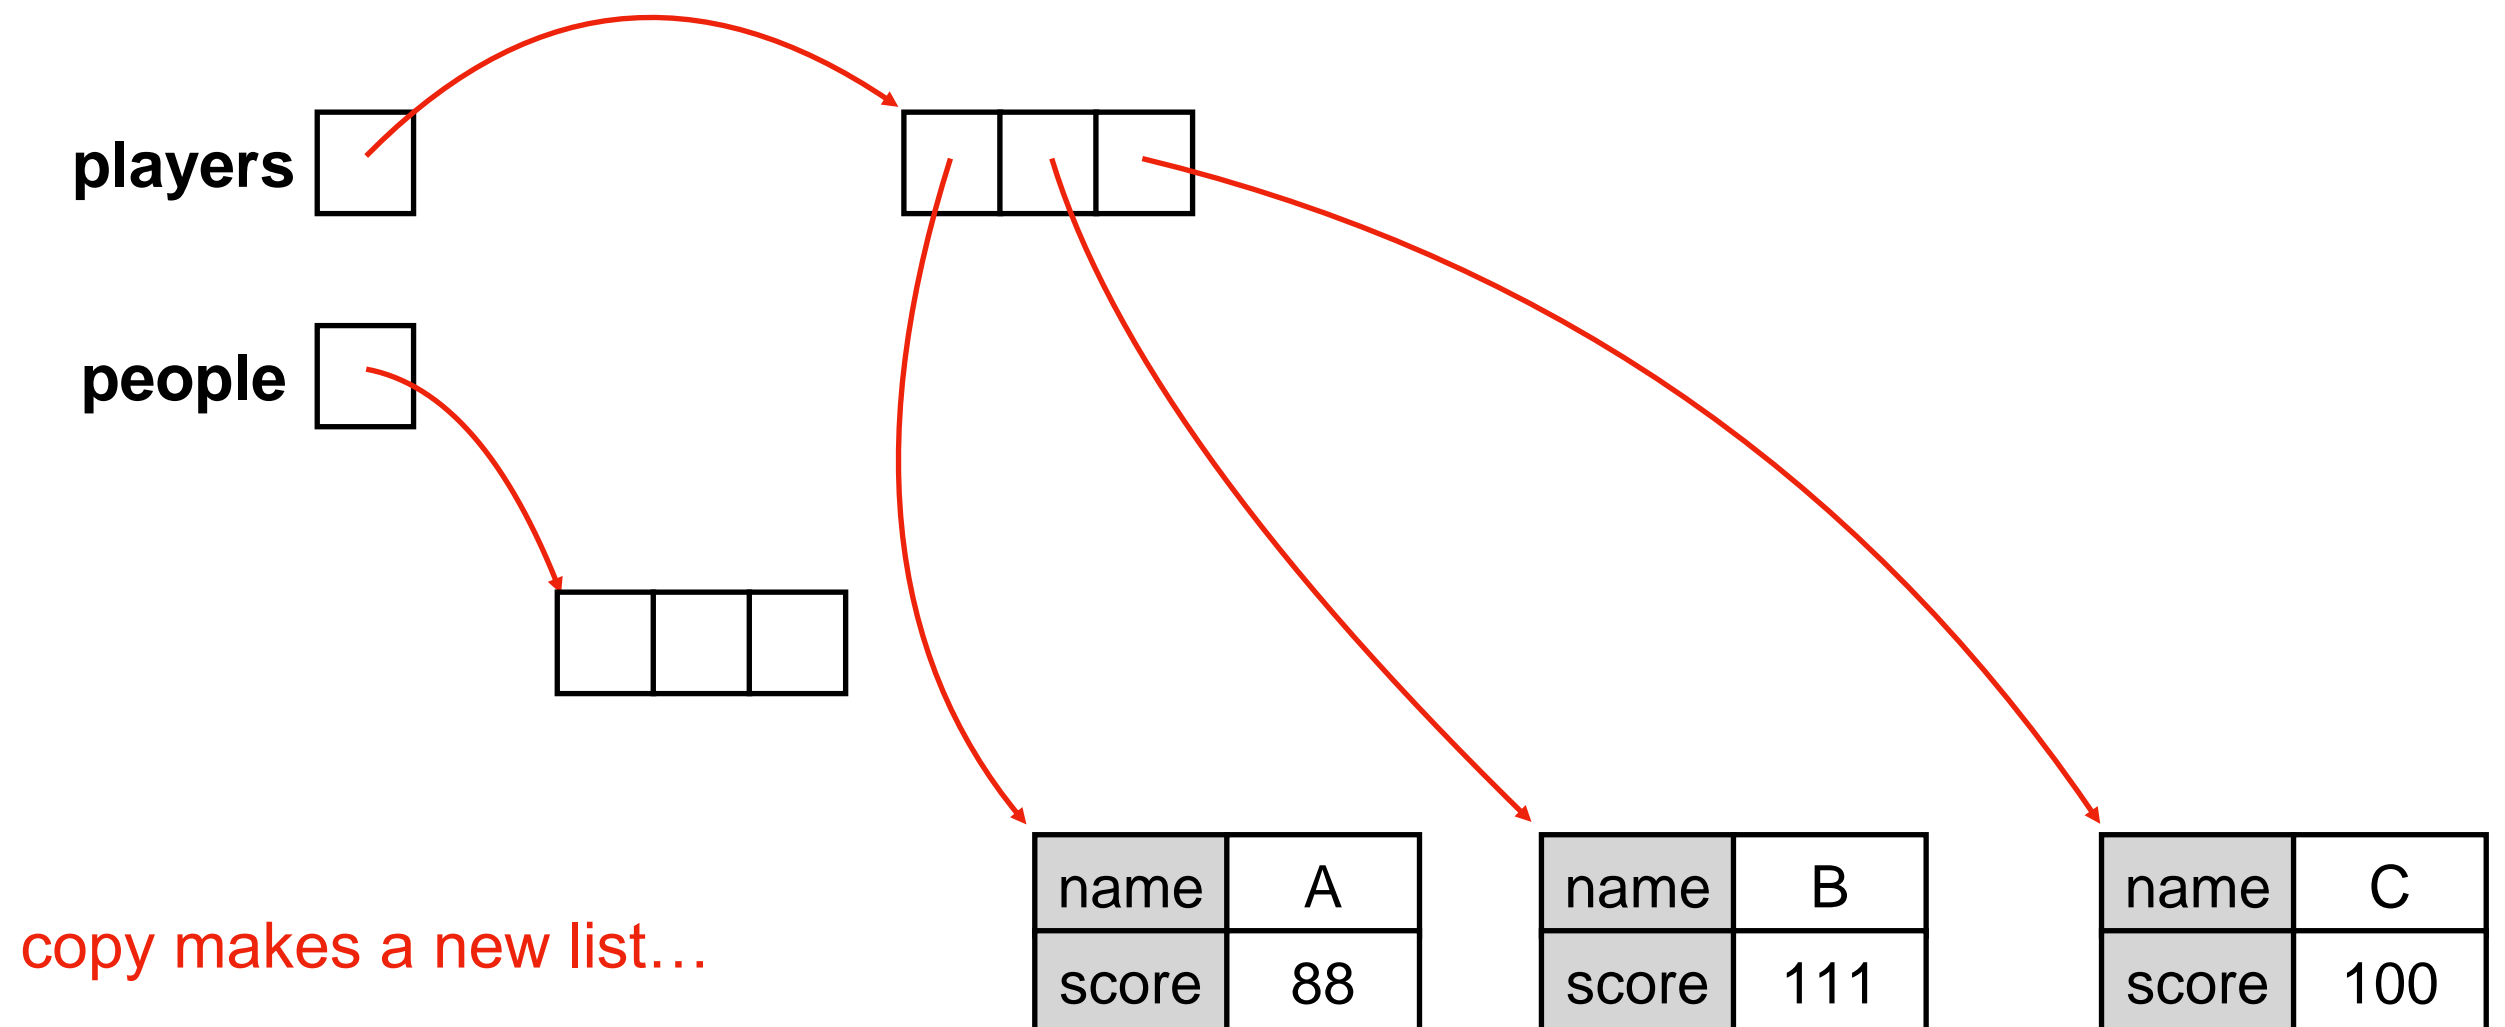 players
people
name A
score 88
name B
score 111
name C
score 100
copy makes a new list...